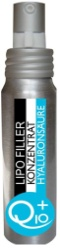 LIPO FILLER
KONZENTRAT
HYALURONSÄURE
Q10+